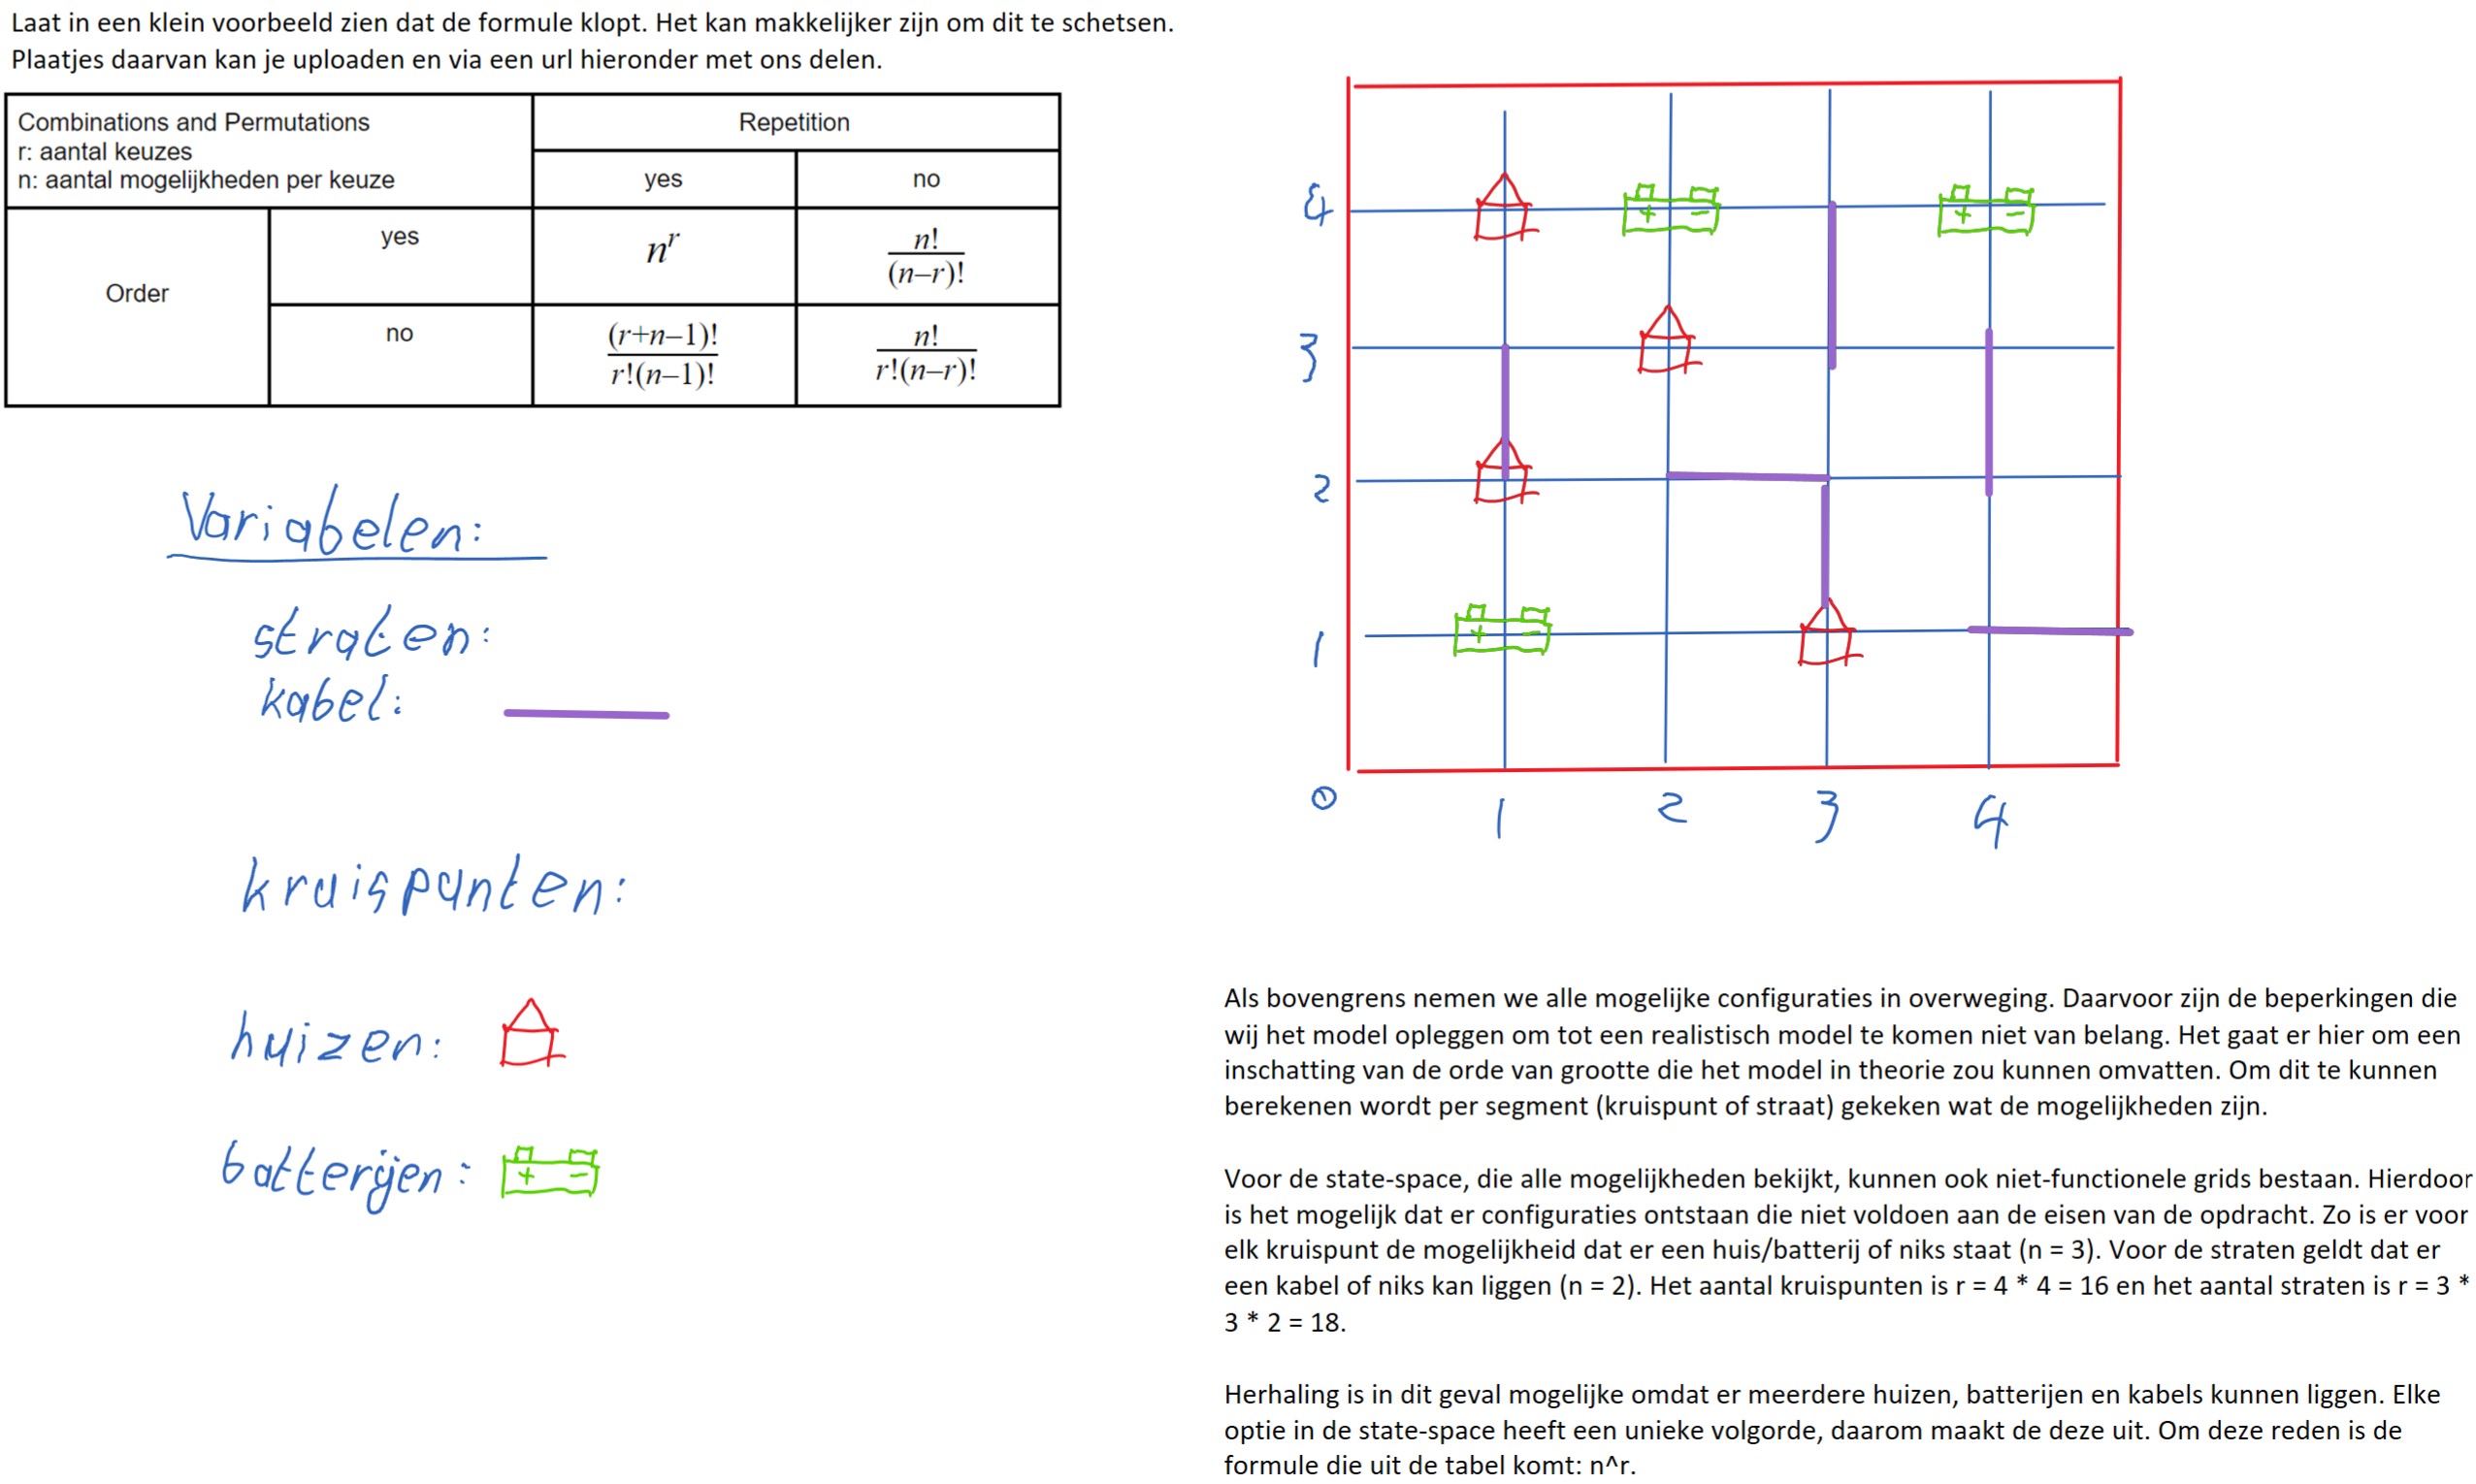 Laat in een klein voorbeeld zien dat de formule klopt. Het kan makkelijker zijn om dit te schetsen.
Plaatjes daarvan kan je uploaden en via een url hieronder met ons delen.
Combinations and Permutations
r: aantal keuzes
n: aantal mogelijkheden per keuze
Repetition
yes
no
Order
yes
n^r
n!/(n–r)!
no
(r+n–1)!/r!(n–1)!
n!/r!(n–r)!
Variabelen:
straten:
kabel:
kruispunten:
huizen:
batterijen:
+ –
4
+ –
+ –
3
2
1
+ –
0
1
2
3
4
Als bovengrens nemen we alle mogelijke configuraties in overweging. Daarvoor zijn de beperkingen die
wij het model opleggen om tot een realistisch model te komen niet van belang. Het gaat er hier om een
inschatting van de orde van grootte die het model in theorie zou kunnen omvatten. Om dit te kunnen
berekenen wordt per segment (kruispunt of straat) gekeken wat de mogelijkheden zijn.
Voor de state-space, die alle mogelijkheden bekijkt, kunnen ook niet-functionele grids bestaan. Hierdoor
is het mogelijk dat er configuraties ontstaan die niet voldoen aan de eisen van de opdracht. Zo is er voor
elk kruispunt de mogelijkheid dat er een huis/batterij of niks staat (n = 3). Voor de straten geldt dat er
een kabel of niks kan liggen (n = 2). Het aantal kruispunten is r = 4 * 4 = 16 en het aantal straten is r = 3 *
3 * 2 = 18.
Herhaling is in dit geval mogelijke omdat er meerdere huizen, batterijen en kabels kunnen liggen. Elke
optie in de state-space heeft een unieke volgorde, daarom maakt de deze uit. Om deze reden is de
formule die uit de tabel komt: n^r.